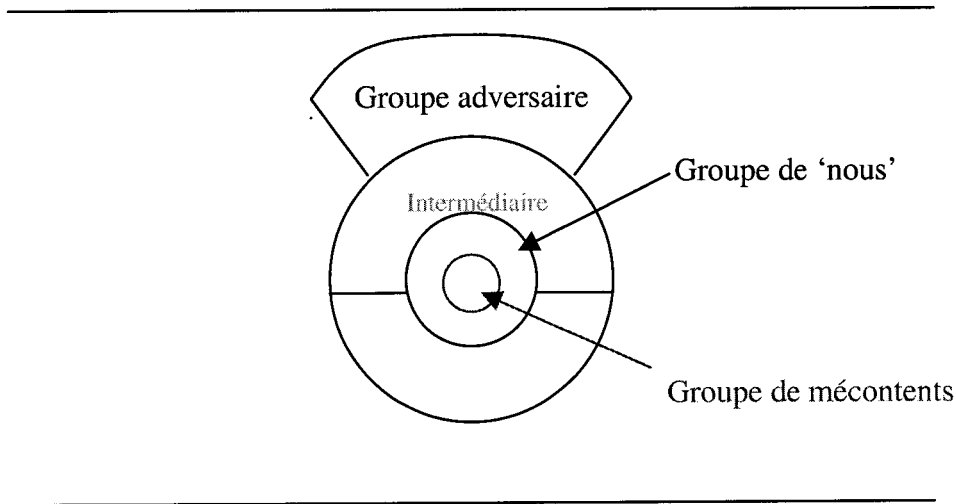 Groupe adversaire
Groupe de ‘nous’
Intermédiaire
Groupe de mécontents